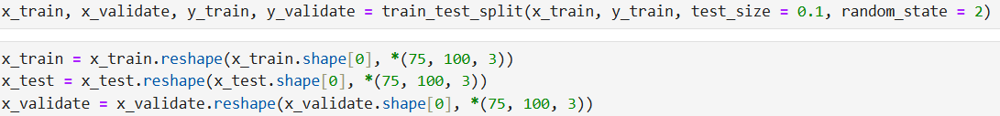 x_train, x_validate, y_train, y_validate = train_test_split(x_train, y_train, test_size = 0.1, random_state = 2)
x_train = x_train.reshape(x_train.shape[0], *(75, 100, 3))
x_test = x_test.reshape(x_test.shape[0], *(75, 100, 3))
x_validate = x_validate.reshape(x_validate.shape[0], *(75, 100, 3))